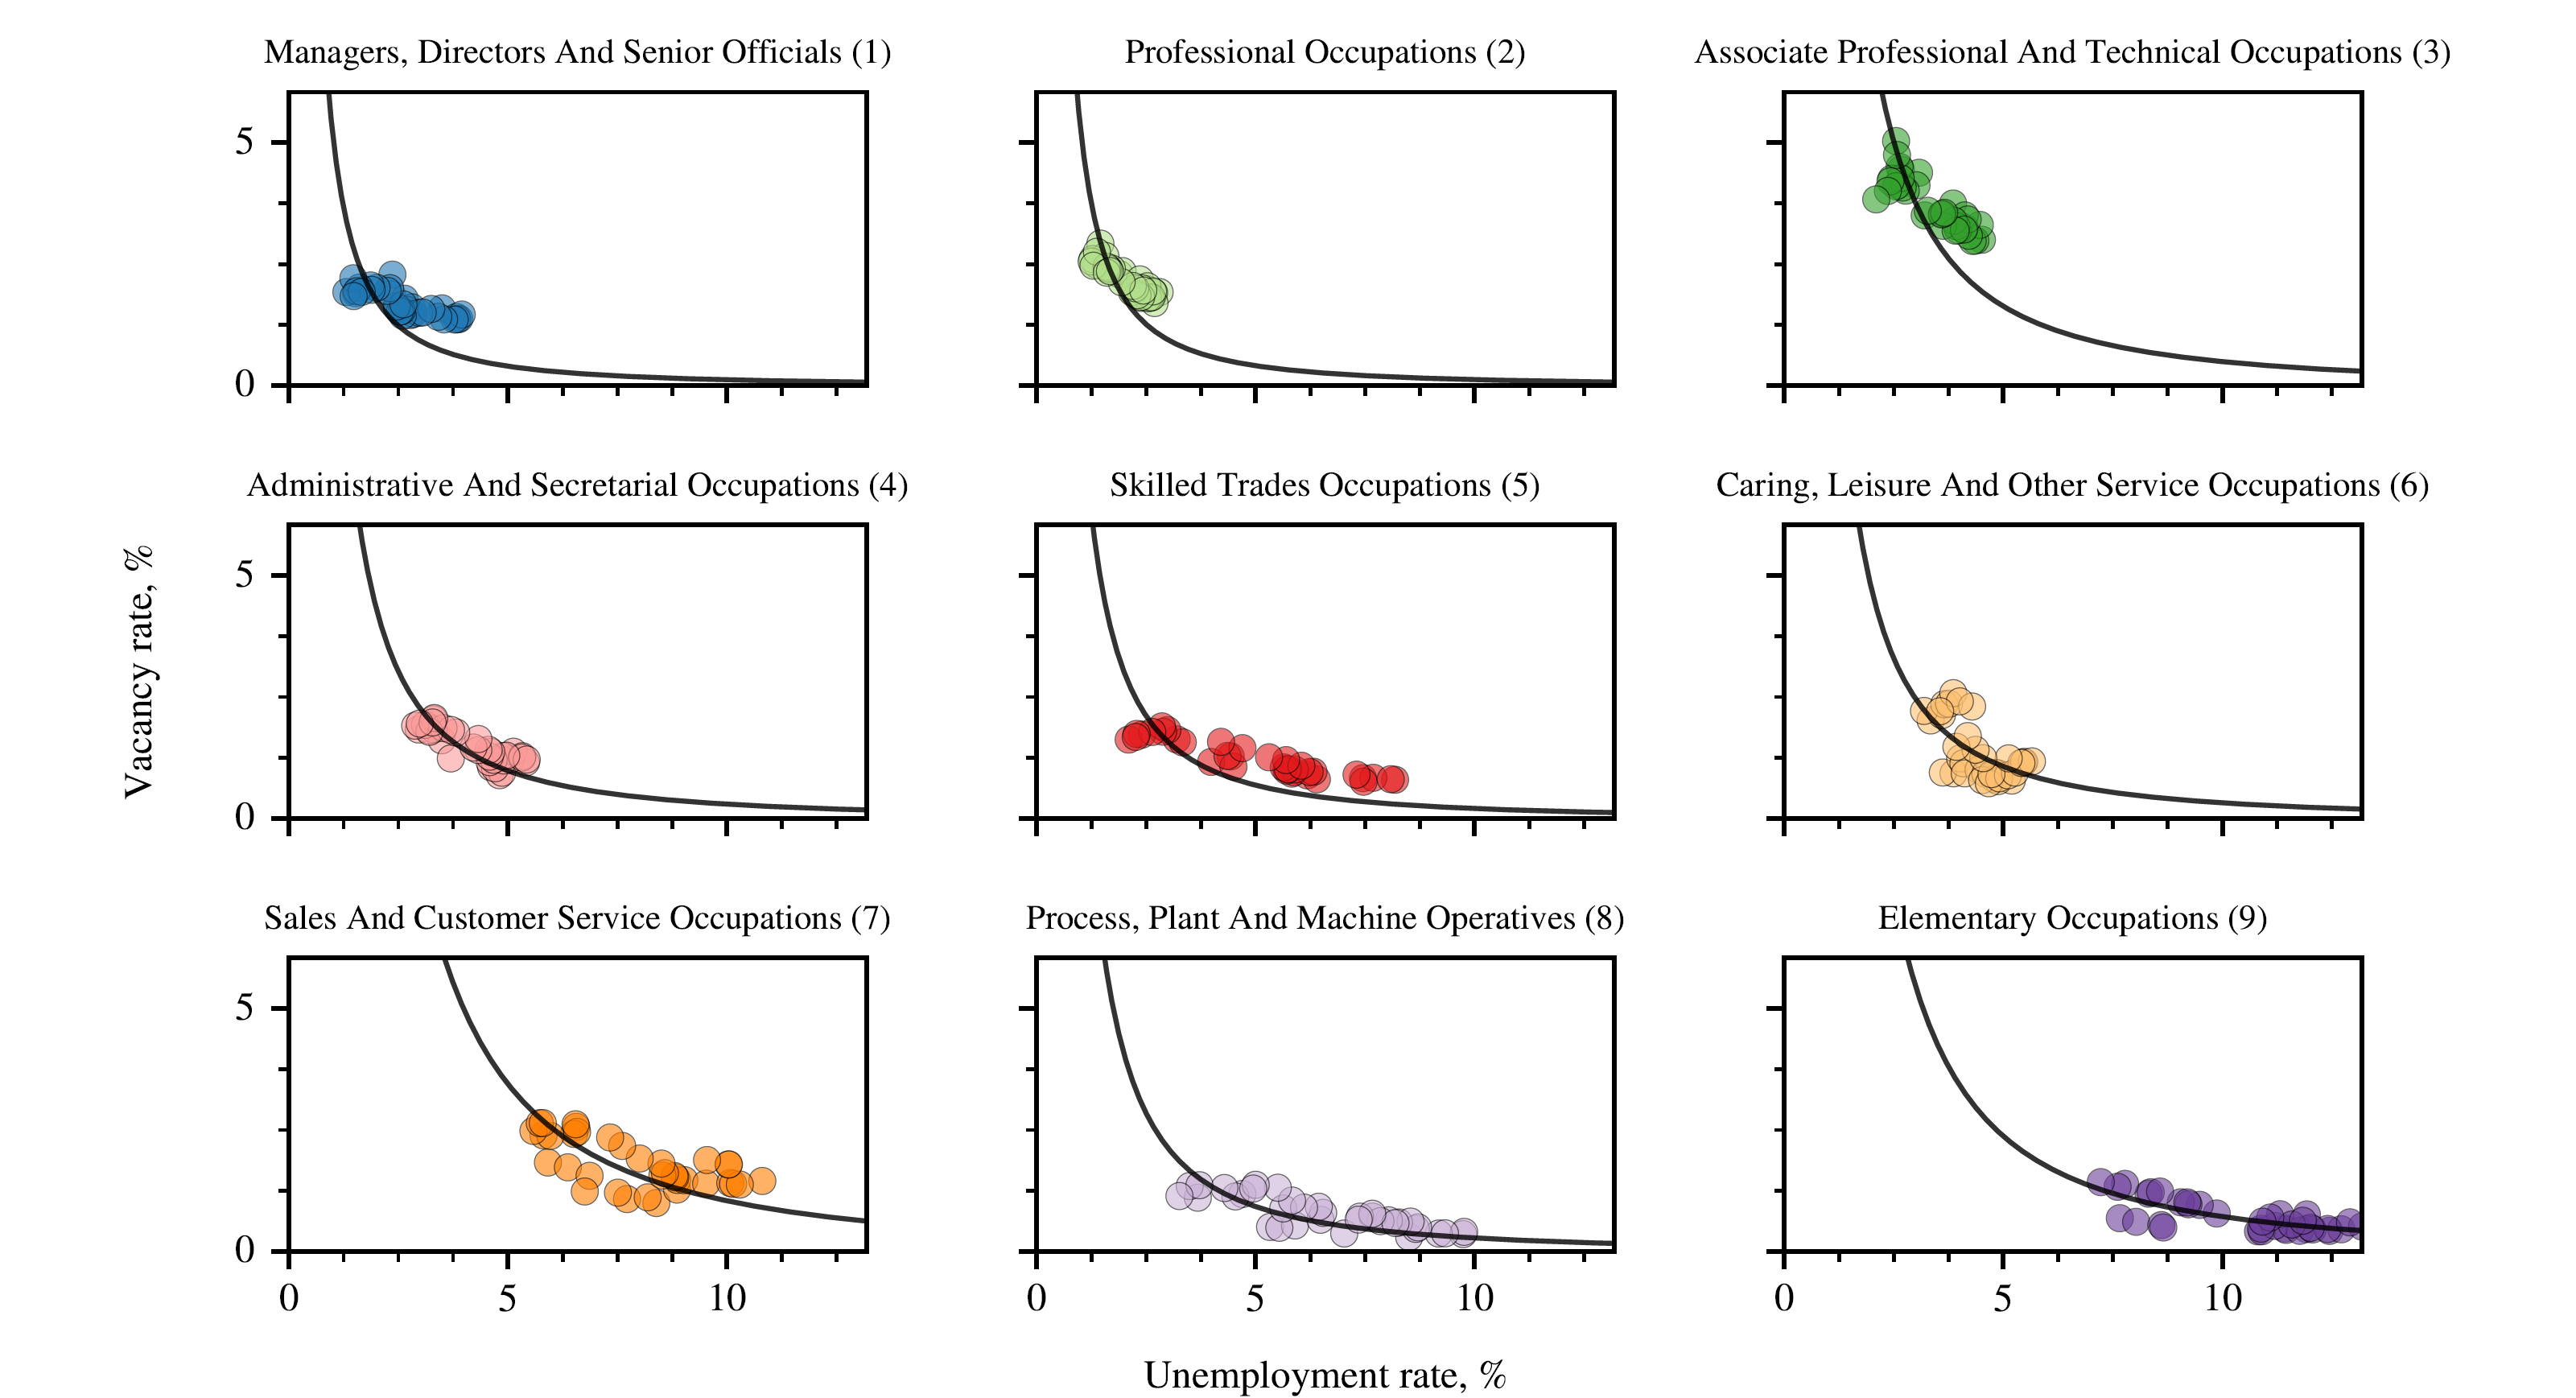 Managers, Directors And Senior Officials (1)
Professional Occupations (2)
Associate Professional And Technical Occupations (3)
5
0
Administrative And Secretarial Occupations (4)
Skilled Trades Occupations (5)
Caring, Leisure And Other Service Occupations (6)
Vacancy rate, %
5
0
Sales And Customer Service Occupations (7)
Process, Plant And Machine Operatives (8)
Elementary Occupations (9)
5
0
0 5 10
0 5 10
0 5 10
Unemployment rate, %